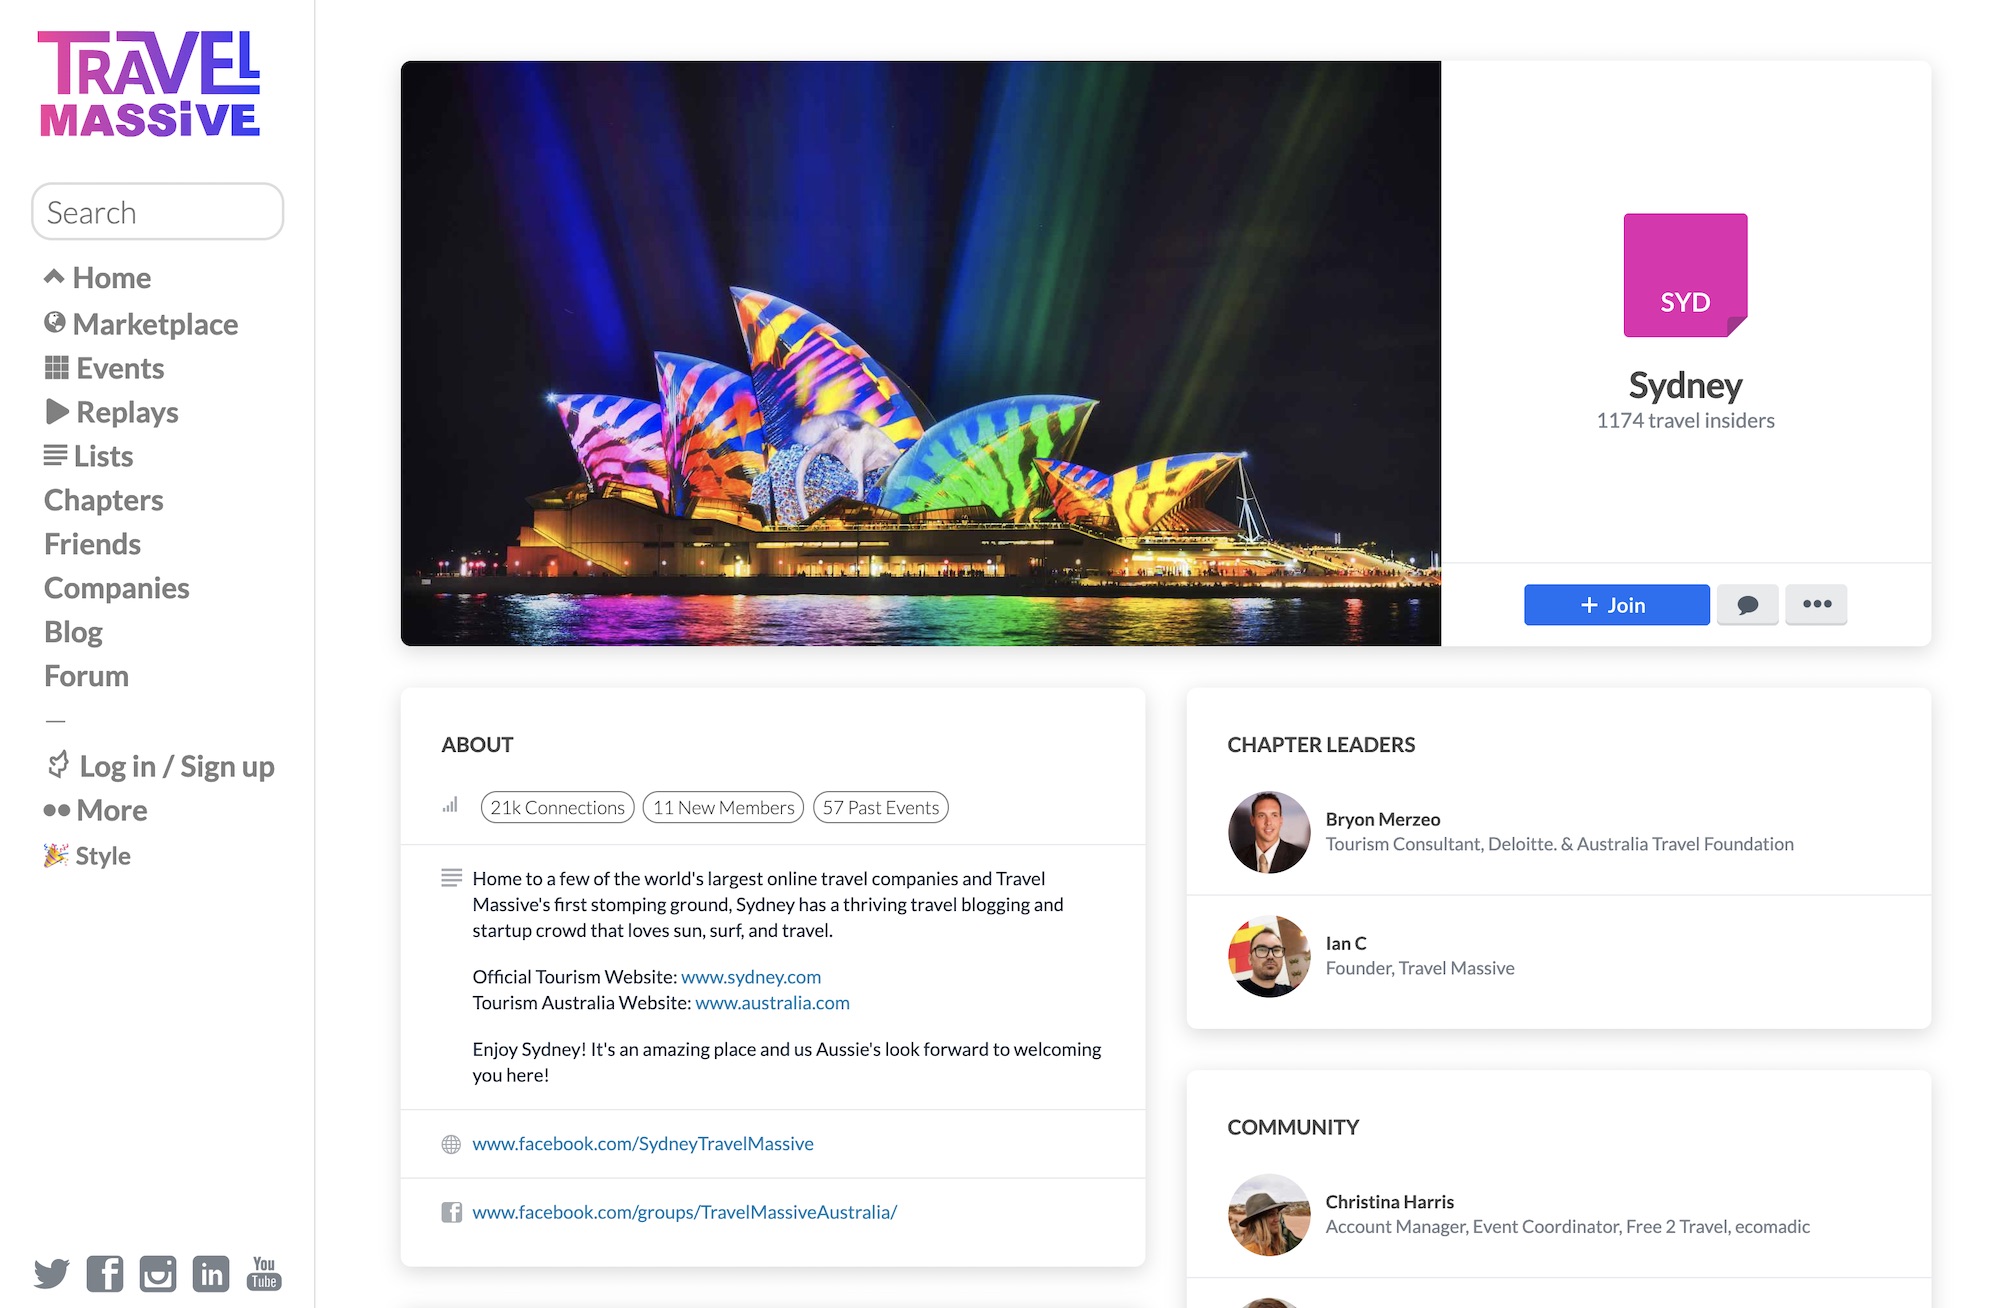 TRAVEL
MASSiVE
Search
Home
Marketplace
Events
Replays
Lists
Chapters
Friends
Companies
Blog
Forum
—
Log in / Sign up
More
Style
You
Tube
SYD
Sydney
1174 travel insiders
+ Join
ABOUT
21k Connections
11 New Members
57 Past Events
Home to a few of the world's largest online travel companies and Travel
Massive's first stomping ground, Sydney has a thriving travel blogging and
startup crowd that loves sun, surf, and travel.
Official Tourism Website: www.sydney.com
Tourism Australia Website: www.australia.com
Enjoy Sydney! It's an amazing place and us Aussie's look forward to welcoming
you here!
www.facebook.com/SydneyTravelMassive
www.facebook.com/groups/TravelMassiveAustralia/
CHAPTER LEADERS
Bryon Merzeo
Tourism Consultant, Deloitte. & Australia Travel Foundation
Ian C
Founder, Travel Massive
COMMUNITY
Christina Harris
Account Manager, Event Coordinator, Free 2 Travel, ecomadic